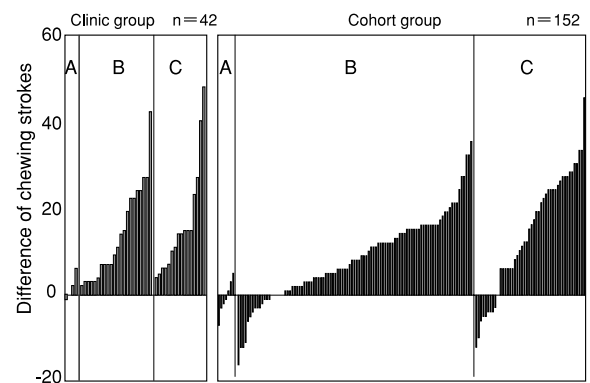 Clinic group n=42
Cohort group n=152
Difference of chewing strokes
60
40
20
0
-20
A
B
C
A
B
C